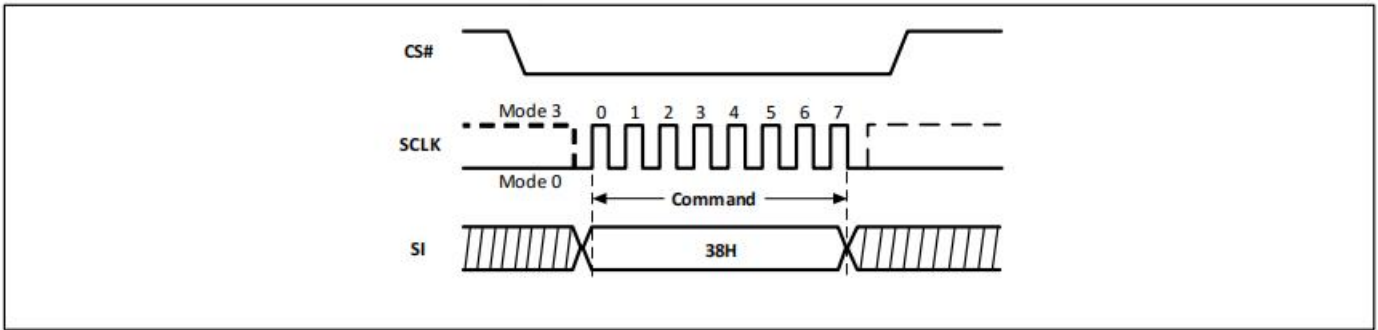 CS#
Mode 3 0 1 2 3 4 5 6 7
SCLK
Mode 0
Command
SI 38H